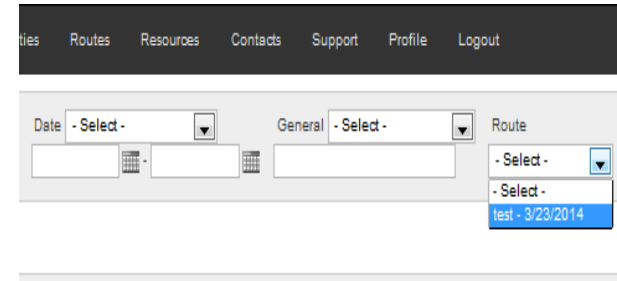 ties Routes Resources Contacts Support Profile Logout
Date - Select - General - Select - Route
- - Select -
- Select -
test - 3/23/2014